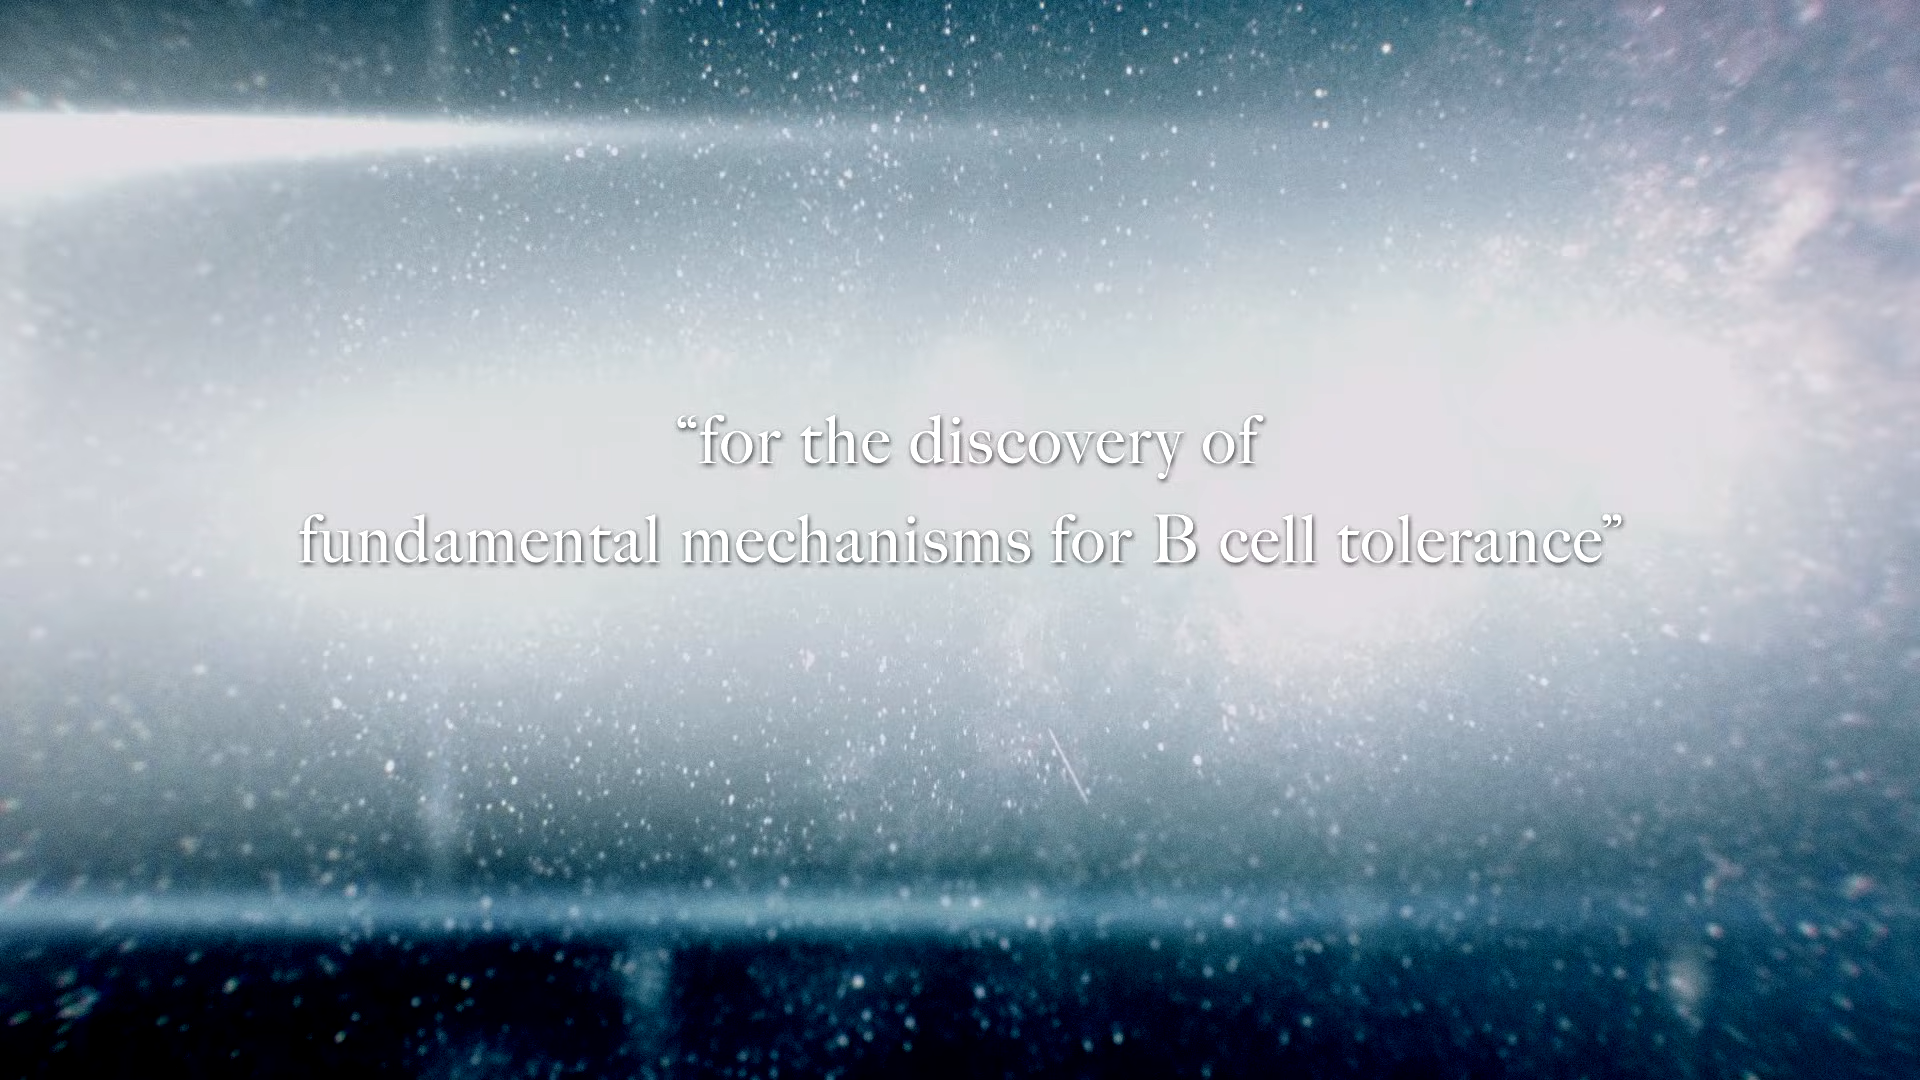 “for the discovery of
fundamental mechanisms for B cell tolerance”